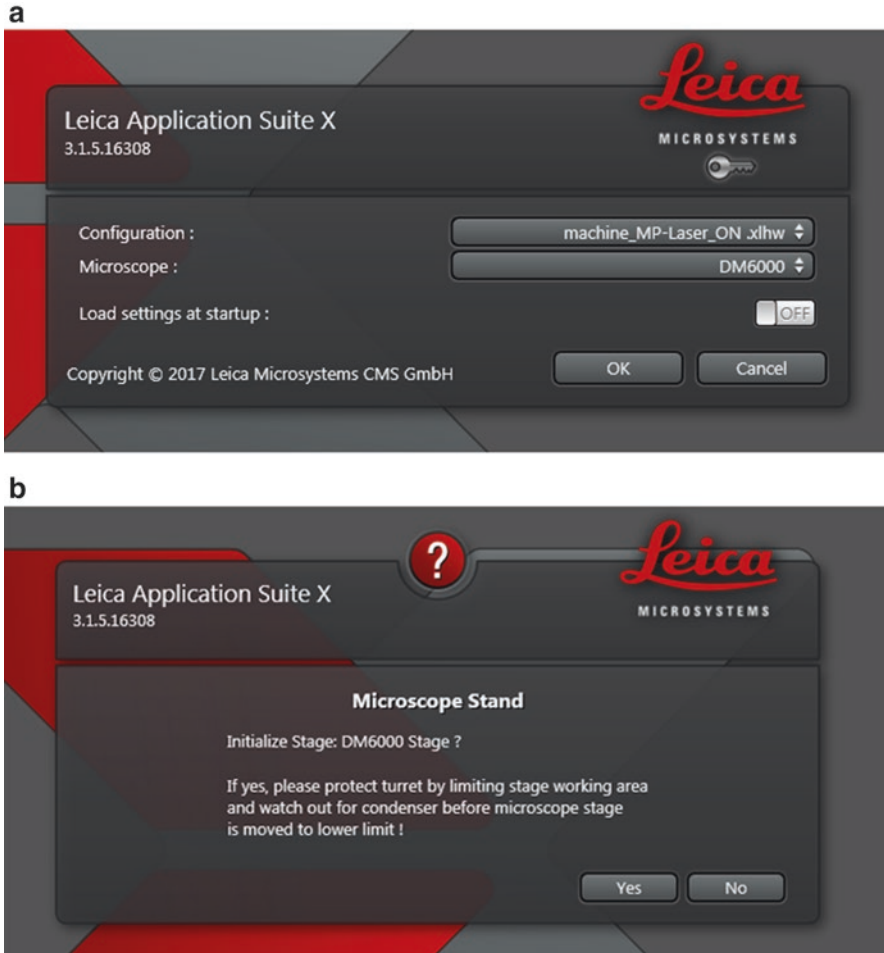 a
Leica
Leica Application Suite X
3.1.5.16308
MICROSYSTEMS
Configuration :
machine_MP-Laser_ON .xlhw
Microscope :
DM6000
Load settings at startup :
OFF
Copyright © 2017 Leica Microsystems CMS GmbH
OK
Cancel
b
?
Leica
Leica Application Suite X
3.1.5.16308
MICROSYSTEMS
Microscope Stand
Initialize Stage: DM6000 Stage ?
If yes, please protect turret by limiting stage working area
and watch out for condenser before microscope stage
is moved to lower limit !
Yes
No